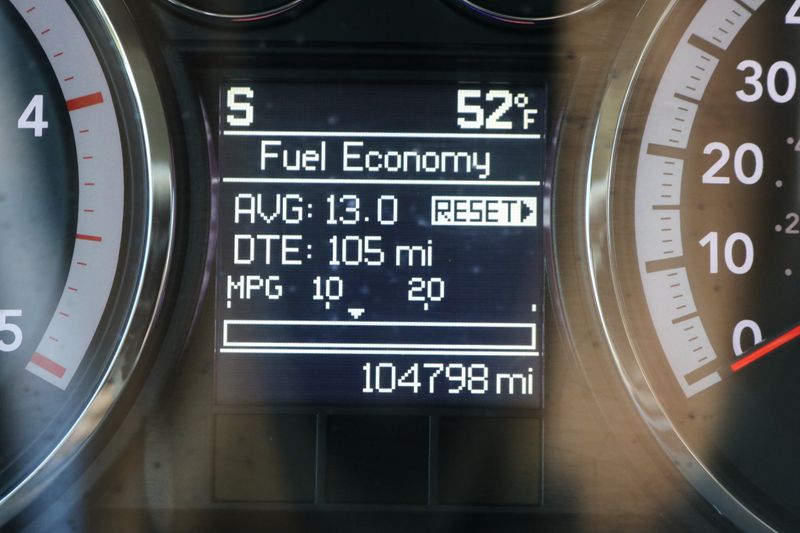 S 52°F
Fuel Economy
AVG: 13.0 RESET
DTE: 105 mi
MPG 10 20
104798 mi
4
5
30
20
10
0